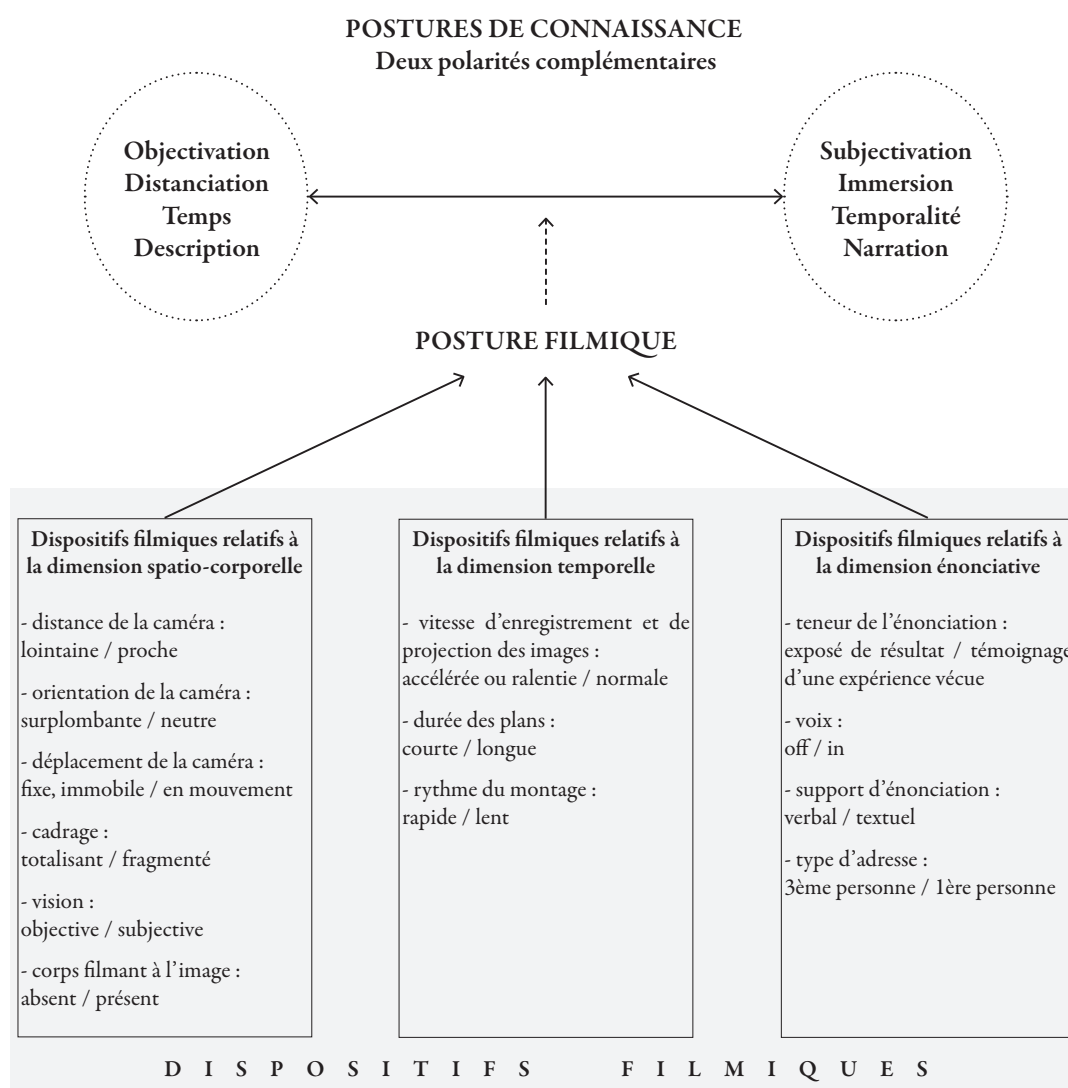 POSTURES DE CONNAISSANCE
Deux polarités complémentaires
Objectivation
Distanciation
Temps
Description
Subjectivation
Immersion
Temporalité
Narration
POSTURE FILMIQUE
Dispositifs filmiques relatifs à
la dimension spatio-corporelle
- distance de la caméra :
lointaine / proche
- orientation de la caméra :
surplombante / neutre
- déplacement de la caméra :
fixe, immobile / en mouvement
- cadrage :
totalisant / fragmenté
- vision :
objective / subjective
- corps filmant à l'image :
absent / présent
Dispositifs filmiques relatifs à
la dimension temporelle
- vitesse d'enregistrement et de
projection des images :
accélérée ou ralentie / normale
- durée des plans :
courte / longue
- rythme du montage :
rapide / lent
Dispositifs filmiques relatifs à
la dimension énonciative
- teneur de l'énonciation :
exposé de résultat / témoignage
d'une expérience vécue
- voix :
off / in
- support d'énonciation :
verbal / textuel
- type d'adresse :
3ème personne / 1ère personne
DISPOSITIFS FILMIQUES